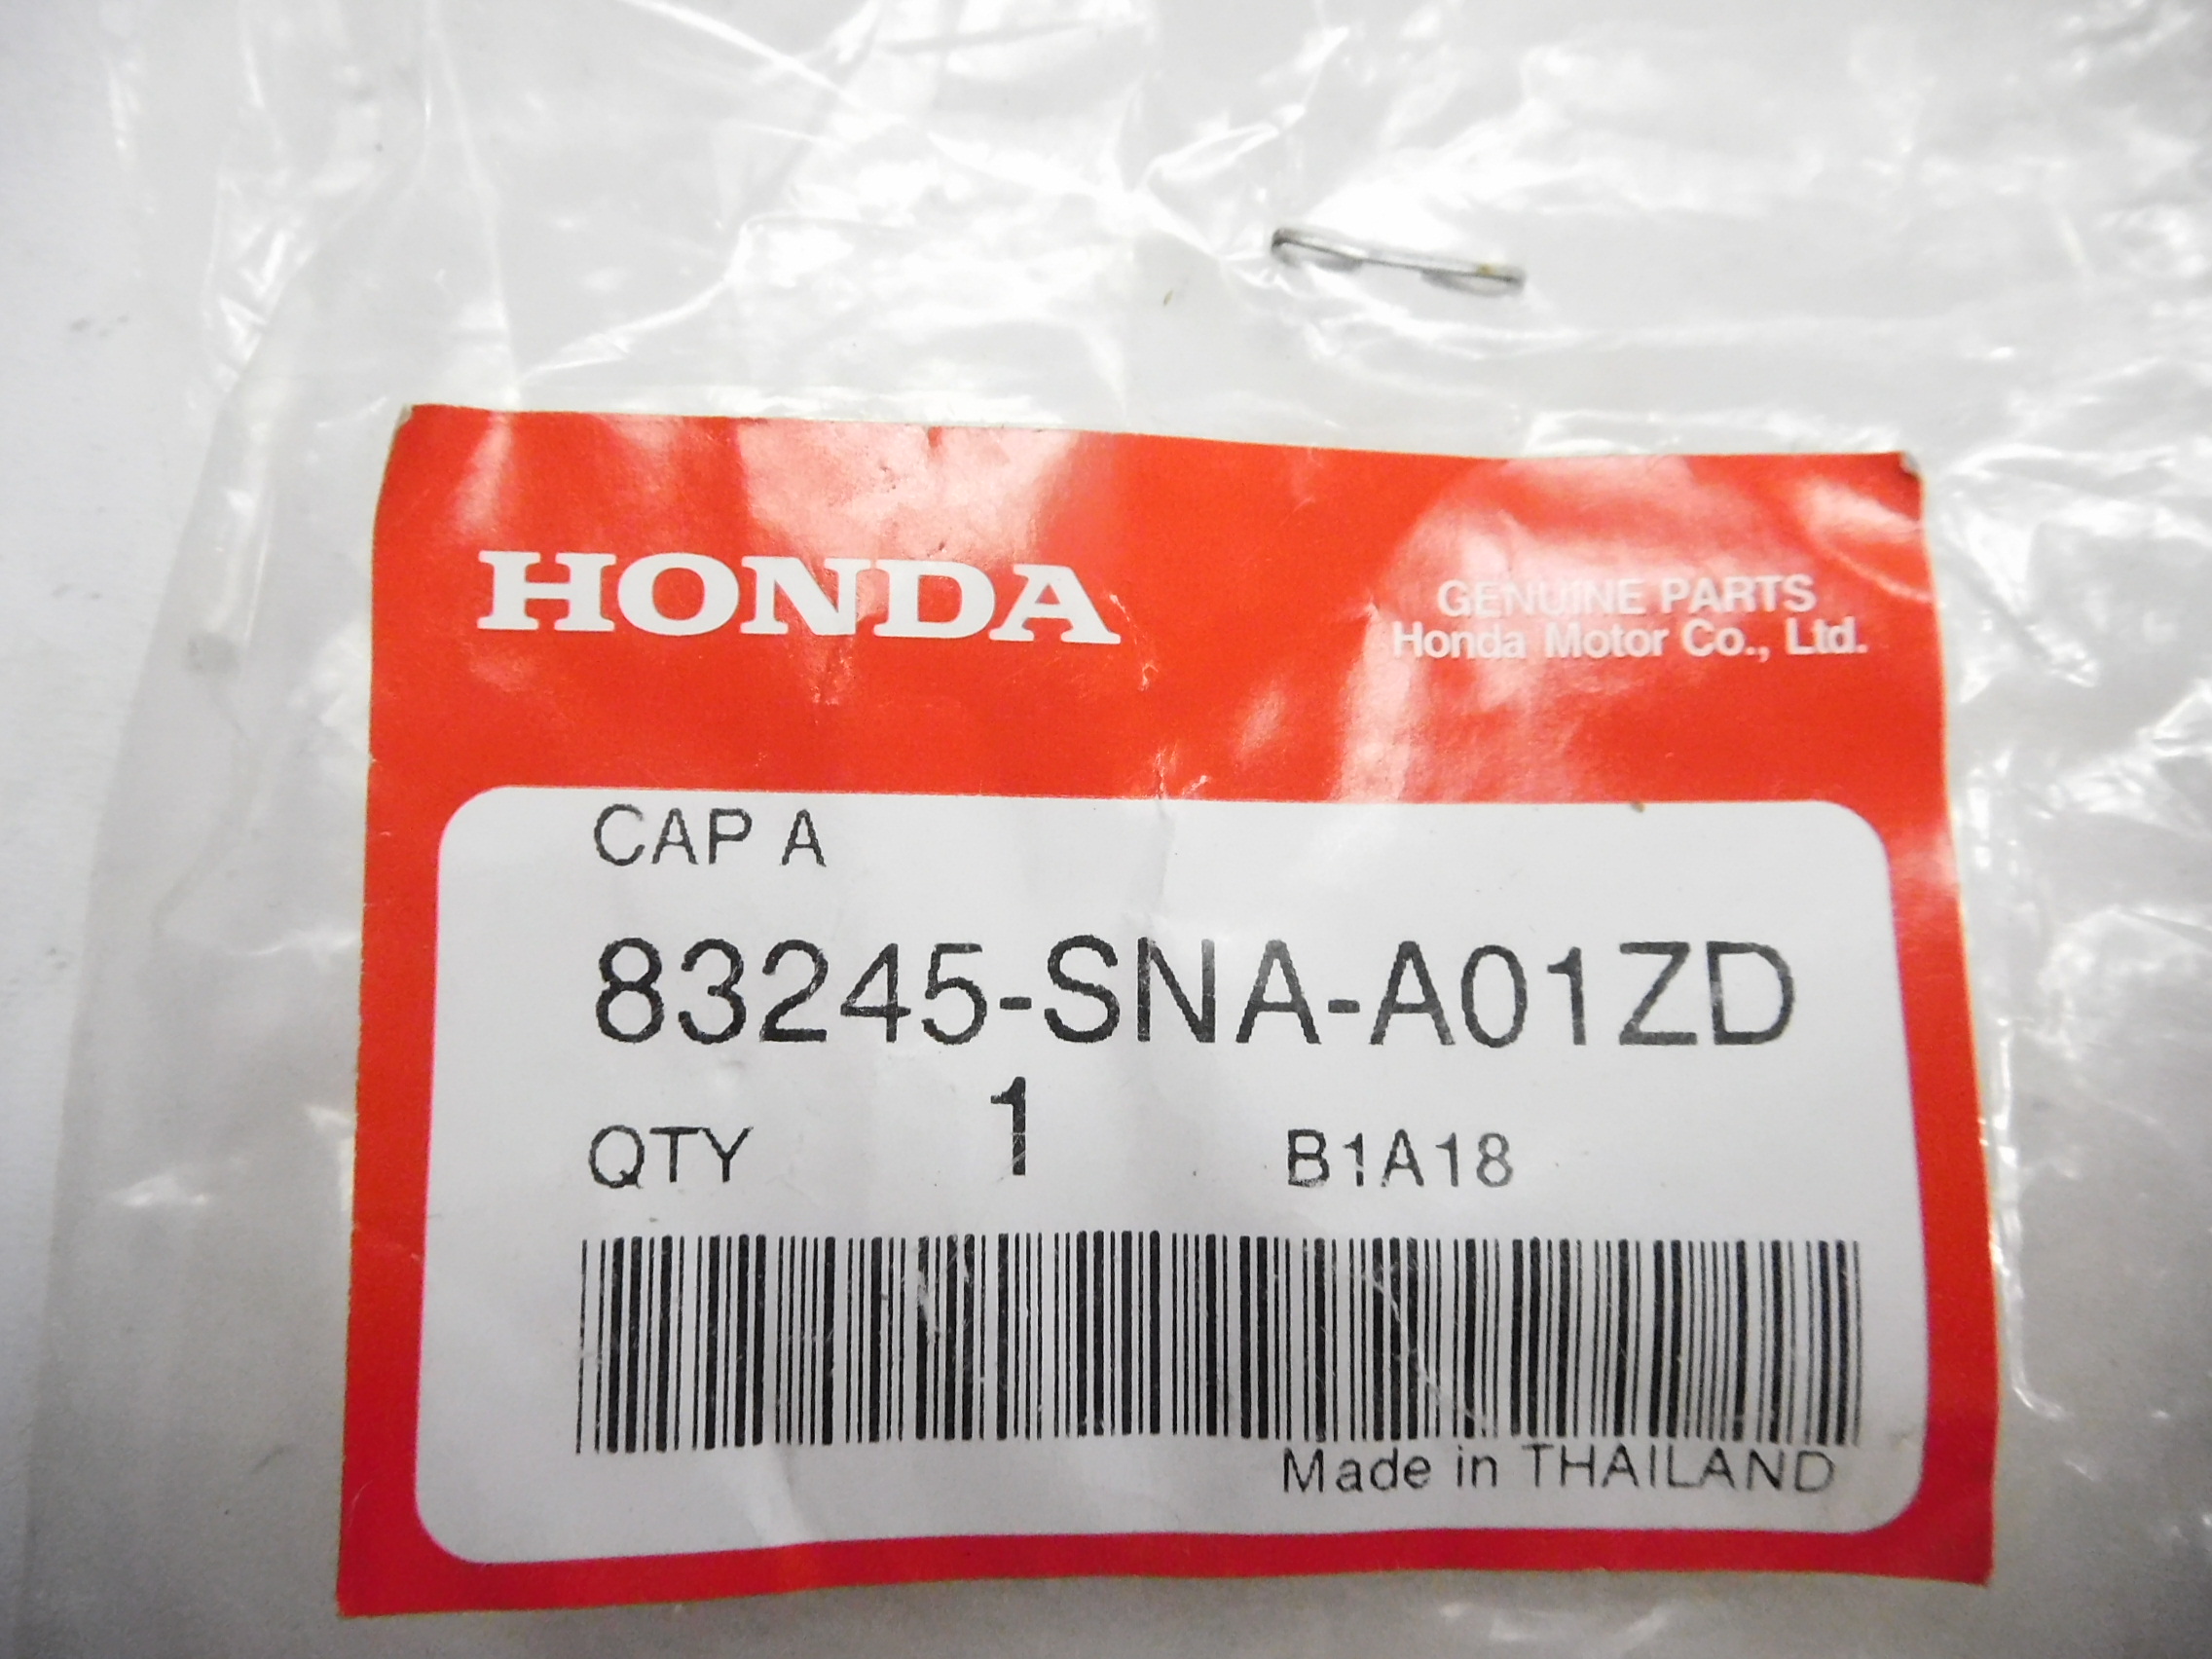 HONDA
GENUINE PARTS
Honda Motor Co., Ltd.
CAP A
83245-SNA-A01ZD
QTY 1 B1A18
Made in THAILAND